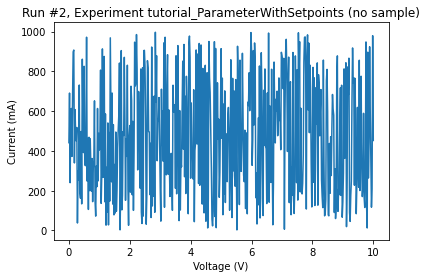 Run #2, Experiment tutorial_ParameterWithSetpoints (no sample)
1000
800
600
400
200
0
Current (mA)
0 2 4 6 8 10
Voltage (V)